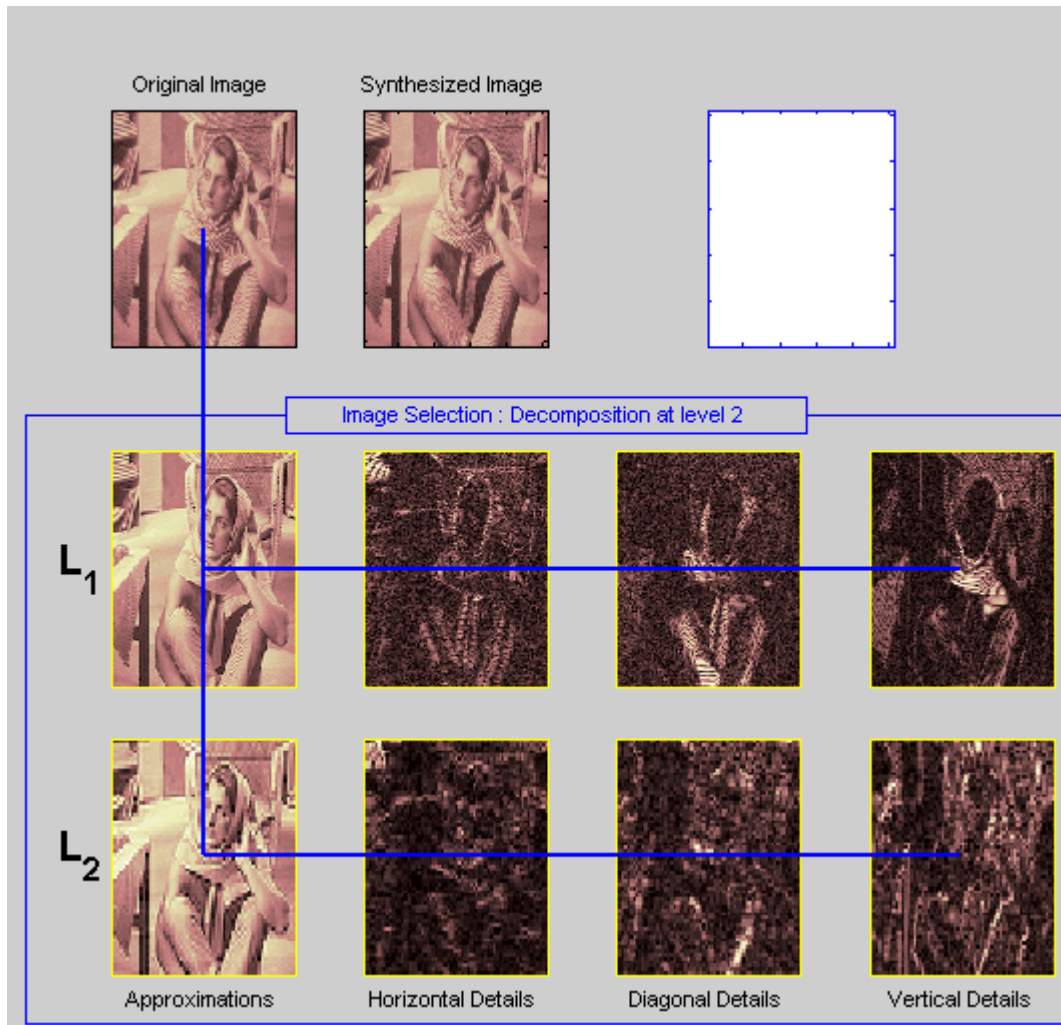 Original Image
Synthesized Image
Image Selection : Decomposition at level 2
L1
L2
Approximations
Horizontal Details
Diagonal Details
Vertical Details